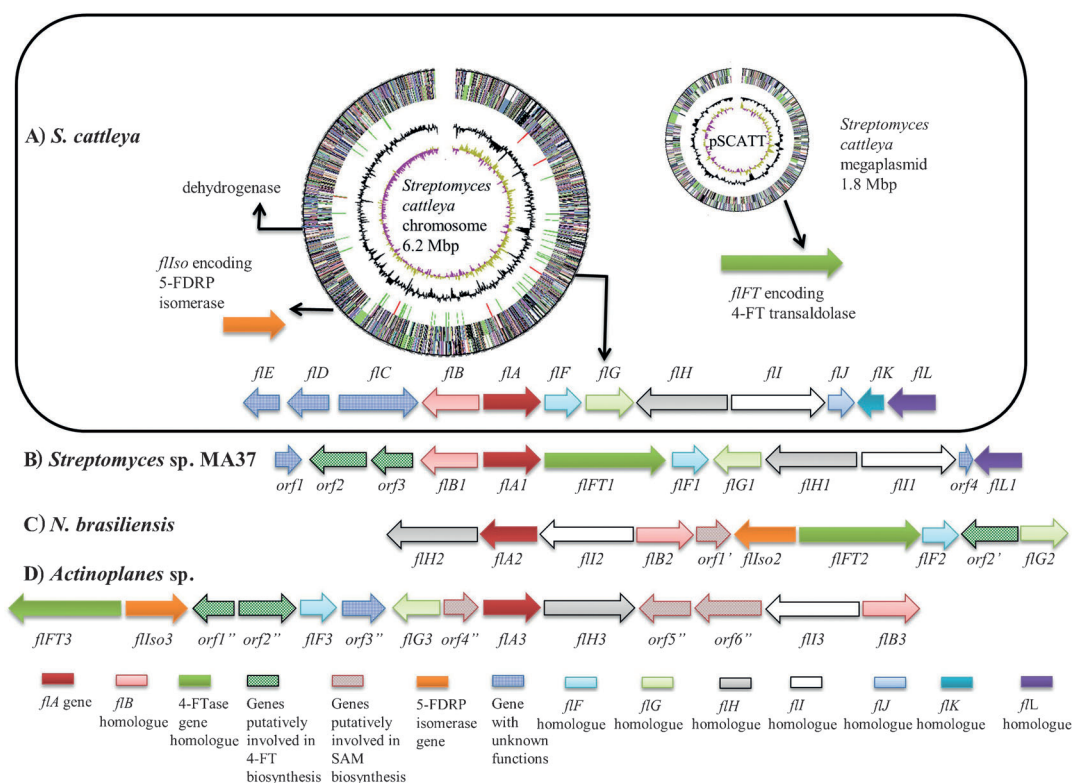 A) S. cattleya
dehydrogenase
flIso encoding
5-FDRP
isomerase
Streptomyces
cattleya
chromosome
6.2 Mbp
pSCATT
Streptomyces
cattleya
megaplasmid
1.8 Mbp
flFT encoding
4-FT transaldolase
flE flD flC flB flA flF flG flH flI flJ flK flL
B) Streptomyces sp. MA37
orf1 orf2 orf3 flB1 flA1 flFT1 flF1 flG1 flH1 flI1 orf4 flL1
C) N. brasiliensis
flH2 flA2 flI2 flB2 orf1’ flIso2 flFT2 flF2 orf2’ flG2
D) Actinoplanes sp.
flFT3 flIso3 orf1’’ orf2’’ flF3 orf3’’ flG3 orf4’’ flA3 flH3 orf5’’ orf6’’ flI3 flB3
flA gene
flB
homologue
4-FTase
gene
homologue
Genes
putatively
involved in
4-FT
biosynthesis
Genes
putatively
involved in
SAM
biosynthesis
5-FDRP
isomerase
gene
Gene
with
unknown
functions
flF
homologue
flG
homologue
flH
homologue
flI
homologue
flJ
homologue
flK
homologue
flL
homologue